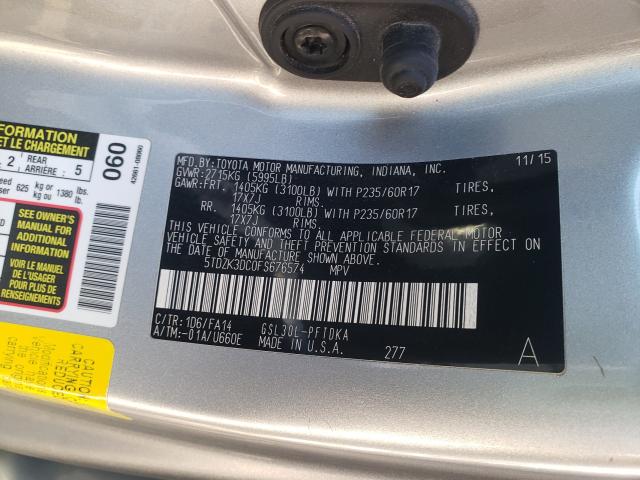 FORMATION
ET LE CHARGEMENT
2 REAR ARRIÈRE 5
625 kg or kg ou 1380 lbs. lb.
SEE OWNER'S
MANUAL FOR
ADDITIONAL
INFORMATION
VOIR LE MANUEL
DE L'USAGER
POUR PLUS DE
RENSEIGNEMENTS
060
CAUTION
MFD.BY:TOYOTA MOTOR MANUFACTURING, INDIANA, INC. 11/15
GVWR:2715KG (5995LB)
GAWR:FRT. 1405KG (3100LB) WITH P235/60R17 TIRES,
17X7J RIMS.
RR. 1405KG (3100LB) WITH P235/60R17 TIRES,
17X7J RIMS.
THIS VEHICLE CONFORMS TO ALL APPLICABLE FEDERAL MOTOR
VEHICLE SAFETY AND THEFT PREVENTION STANDARDS IN EFFECT ON
THE DATE OF MANUFACTURE SHOWN ABOVE.
5TDZK3DC0FS676574 MPV
C/TR:1D6/FA14 GSL30L-PFTDKA
A/TM:-01A/U660E MADE IN U.S.A. 277 A